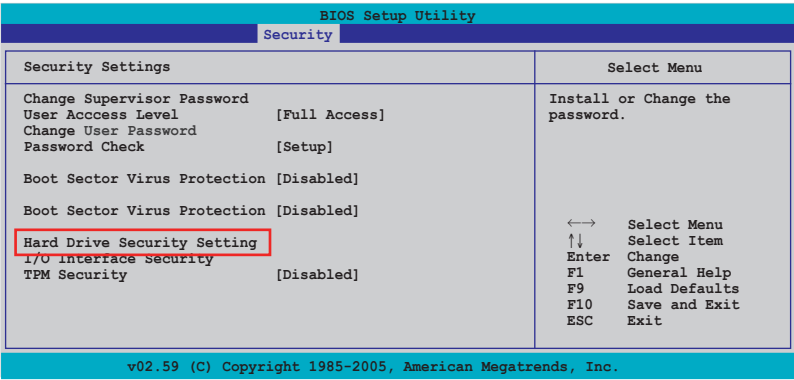 BIOS Setup Utility
Security
Security Settings
Change Supervisor Password
User Acccess Level [Full Access]
Change User Password
Password Check [Setup]
Boot Sector Virus Protection [Disabled]
Boot Sector Virus Protection [Disabled]
Hard Drive Security Setting
I/O Interface Security
TPM Security [Disabled]
Select Menu
Install or Change the
password.
←→ Select Menu
↑↓ Select Item
Enter Change
F1 General Help
F9 Load Defaults
F10 Save and Exit
ESC Exit
v02.59 (C) Copyright 1985-2005, American Megatrends, Inc.